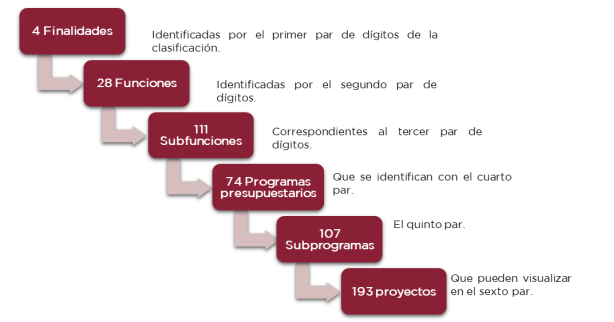 4 Finalidades
Identificadas por el primer par de dígitos de la
clasificación.
28 Funciones
Identificadas por el segundo par de
dígitos.
111
Subfunciones
Correspondientes al tercer par de
dígitos.
74 Programas
presupuestarios
Que se identifican con el cuarto
par.
107
Subprogramas
El quinto par.
193 proyectos
Que pueden visualizar
en el sexto par.